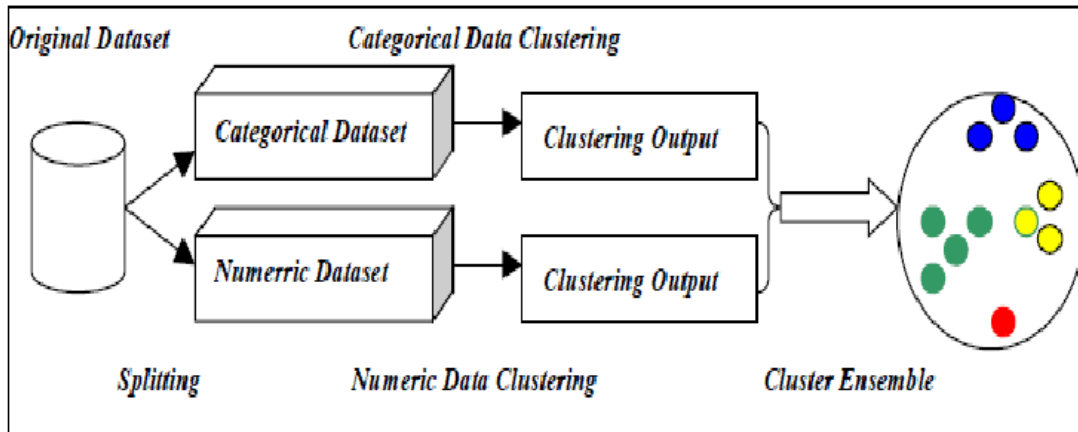 Original Dataset
Categorical Data Clustering
Categorical Dataset
Clustering Output
Numerric Dataset
Clustering Output
Splitting
Numeric Data Clustering
Cluster Ensemble